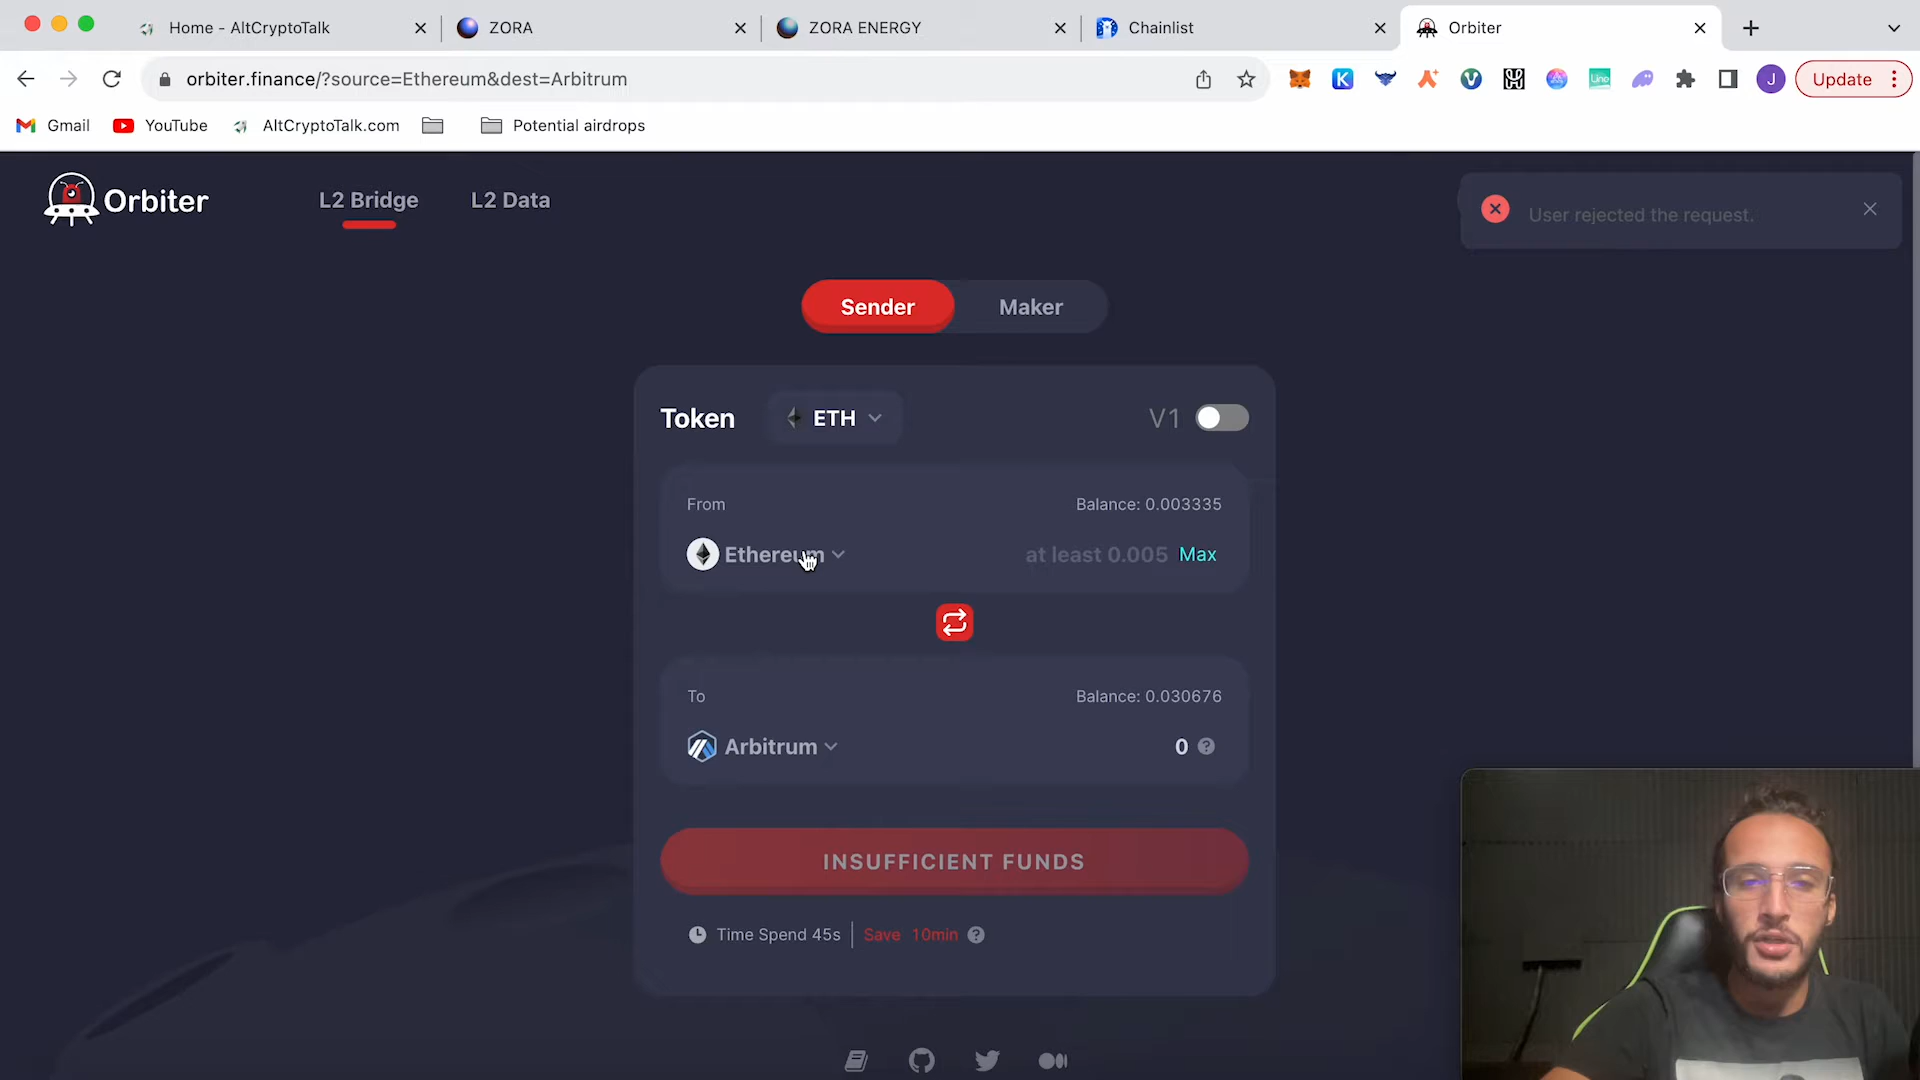 Home - AltCryptoTalk
ZORA
ZORA ENERGY
Chainlist
Orbiter
orbiter.finance/?source=Ethereum&dest=Arbitrum
Uno
J
Update
Gmail
YouTube
AltCryptoTalk.com
Potential airdrops
Orbiter
L2 Bridge
L2 Data
User rejected the request.
Sender
Maker
Token
ETH
V1
From
Balance: 0.003335
Ethereum
at least 0.005
Max
To
Balance: 0.030676
Arbitrum
0
INSUFFICIENT FUNDS
Time Spend 45s
Save 10min